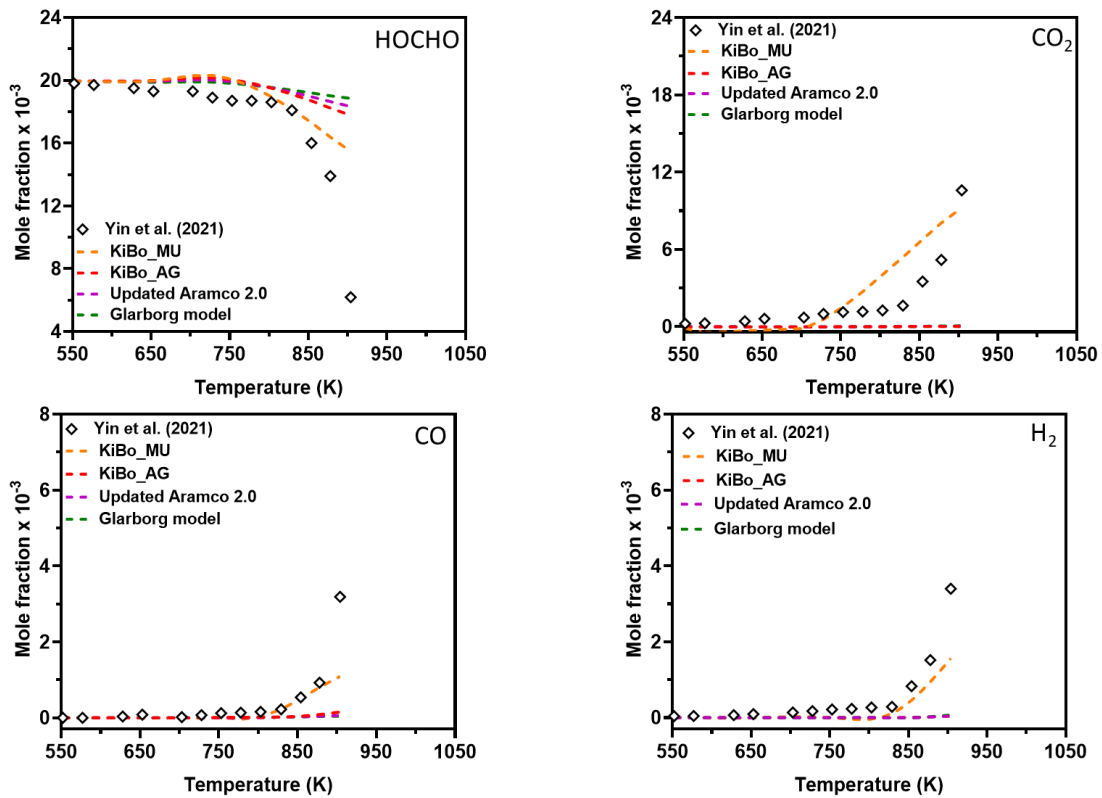 HOCHO
Mole fraction x 10⁻³
24
20
16
12
8
4
Yin et al. (2021)
KiBo_MU
KiBo_AG
Updated Aramco 2.0
Glarborg model
550 650 750 850 950 1050
Temperature (K)
CO₂
Mole fraction x 10⁻³
24
18
12
6
0
Yin et al. (2021)
KiBo_MU
KiBo_AG
Updated Aramco 2.0
Glarborg model
550 650 750 850 950 1050
Temperature (K)
CO
Mole fraction x 10⁻³
8
6
4
2
0
Yin et al. (2021)
KiBo_MU
KiBo_AG
Updated Aramco 2.0
Glarborg model
550 650 750 850 950 1050
Temperature (K)
H₂
Mole fraction x 10⁻³
8
6
4
2
0
Yin et al. (2021)
KiBo_MU
KiBo_AG
Updated Aramco 2.0
Glarborg model
550 650 750 850 950 1050
Temperature (K)